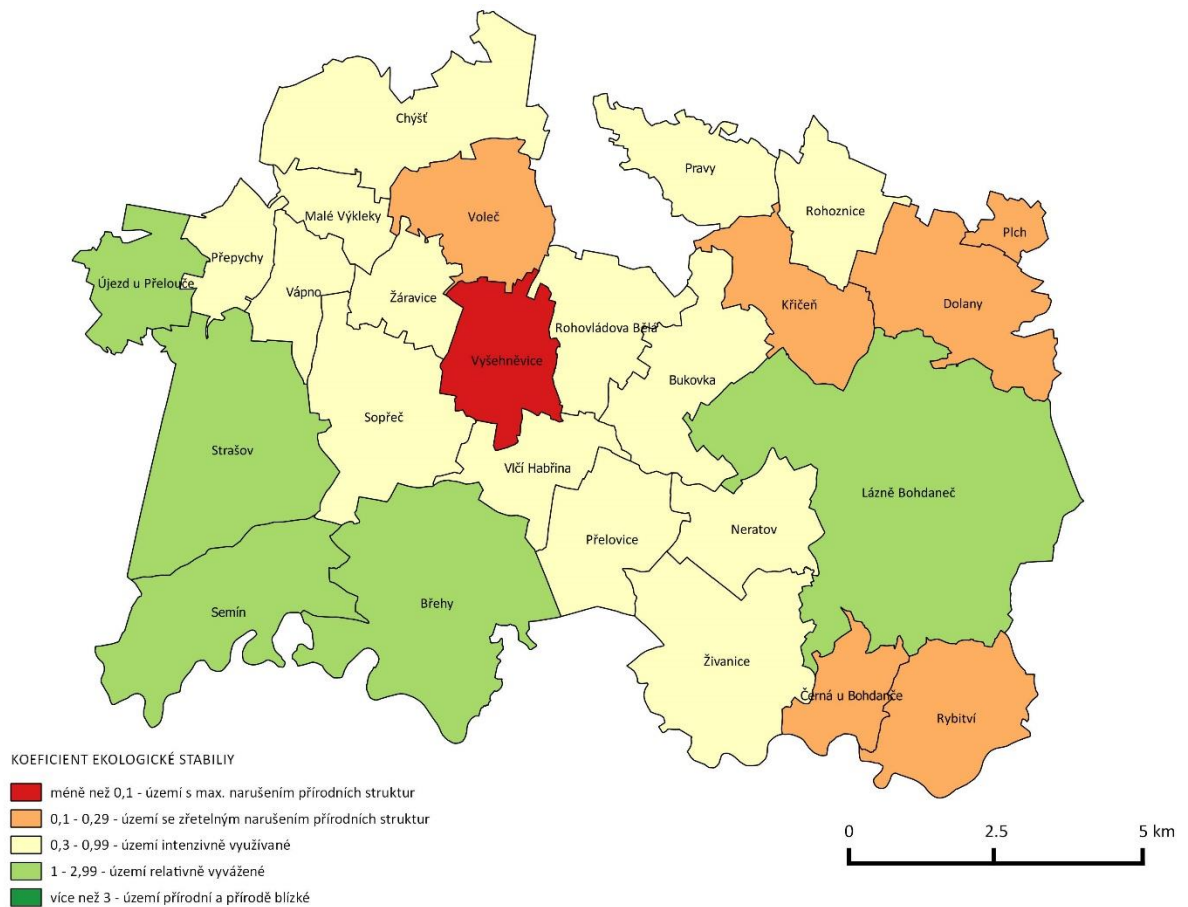 Chýšť
Pravy
Rohoznice
Malé Výkleky
Voleč
Plch
Přepychy
Újezd u Přelouče
Vápno
Žáravice
Křičeň
Dolany
Rohovládova Bělá
Vyšehněvice
Bukovka
Sopřeč
Strašov
Vlčí Habřina
Lázně Bohdaneč
Přelovice
Neratov
Semín
Břehy
Živanice
Černá u Bohdanče
Rybitví
KOEFICIENT EKOLOGICKÉ STABILIY
méně než 0,1 - území s max. narušením přírodních struktur
0,1 - 0,29 - území se zřetelným narušením přírodních struktur
0,3 - 0,99 - území intenzivně využívané
1 - 2,99 - území relativně vyvážené
více než 3 - území přírodní a přírodě blízké
0 2.5 5 km